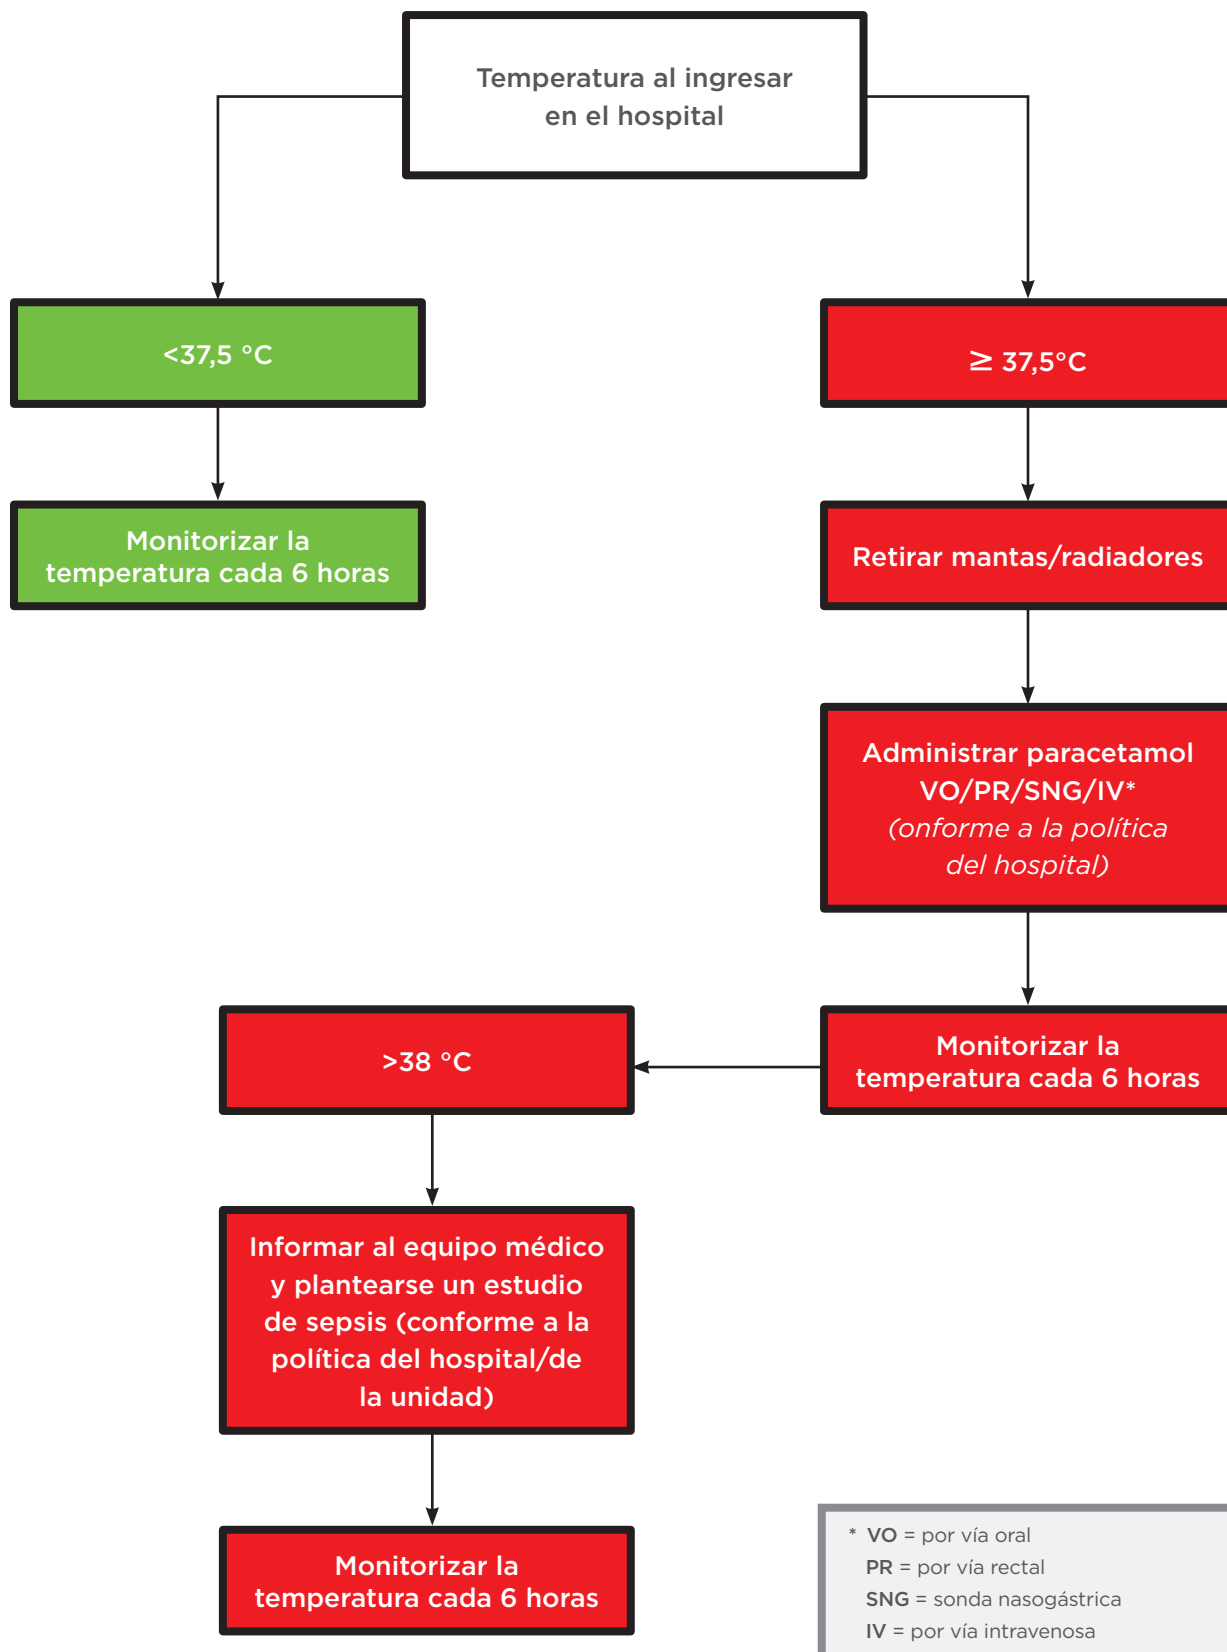 Temperatura al ingresar
en el hospital
<37,5 °C
≥ 37,5°C
Monitorizar la
temperatura cada 6 horas
Retirar mantas/radiadores
Administrar paracetamol
VO/PR/SNG/IV*
(onforme a la política
del hospital)
Monitorizar la
temperatura cada 6 horas
>38 °C
Informar al equipo médico
y plantearse un estudio
de sepsis (conforme a la
política del hospital/de
la unidad)
Monitorizar la
temperatura cada 6 horas
* VO = por vía oral
PR = por vía rectal
SNG = sonda nasogástrica
IV = por vía intravenosa